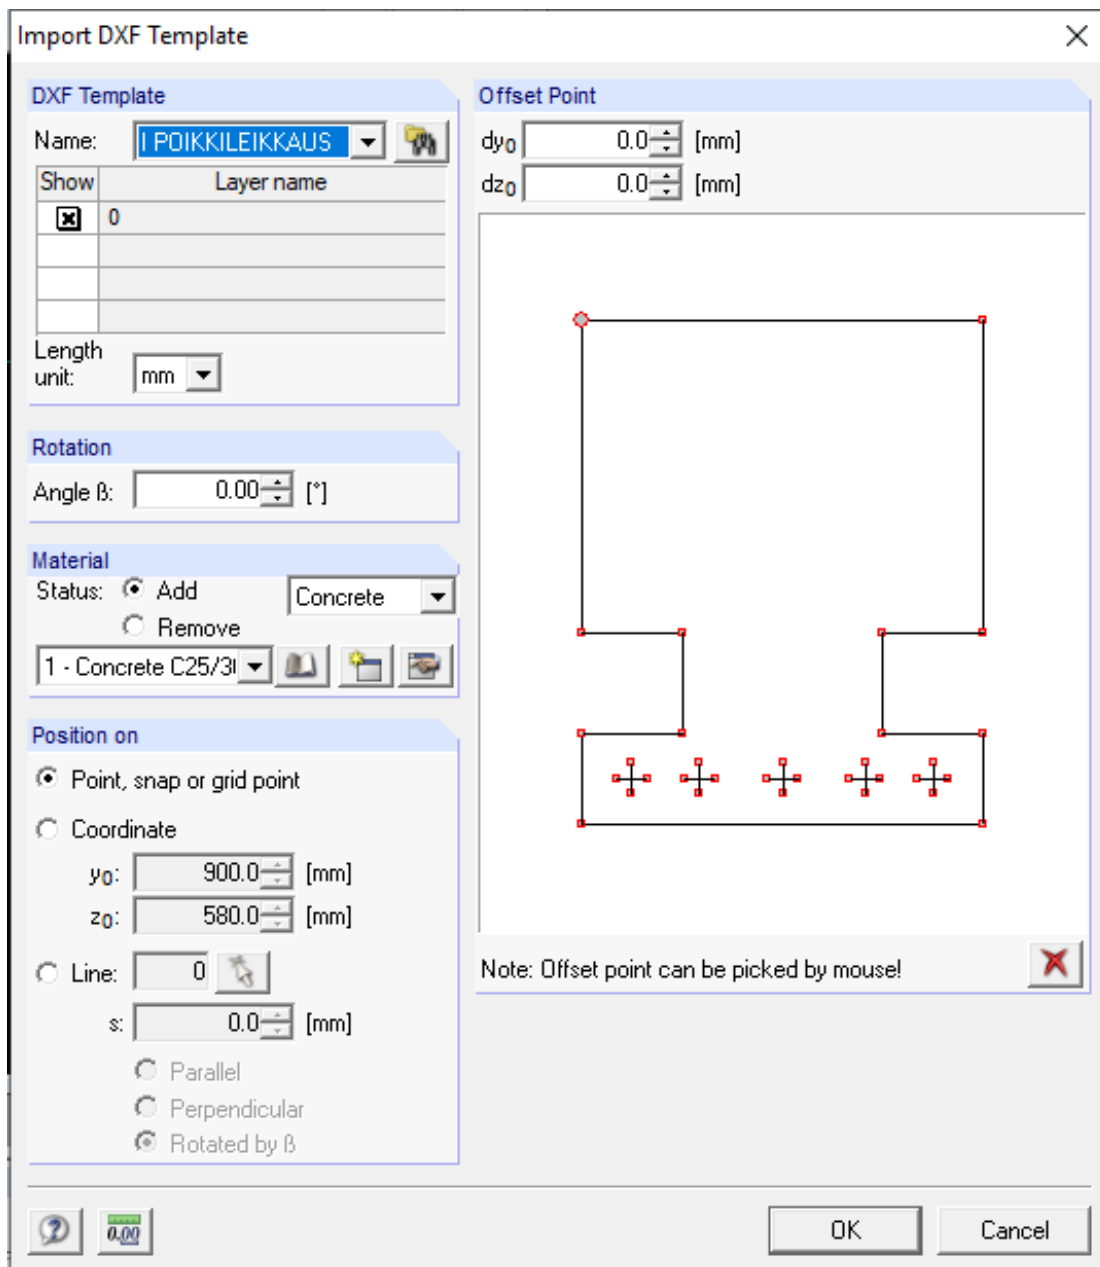 Import DXF Template
DXF Template
Name: I POIKKILEIKKAUS
Show Layer name
0
Length
unit: mm
Rotation
Angle ß: 0.00 [°]
Material
Status: Add Concrete
Remove
1 - Concrete C25/3
Position on
Point, snap or grid point
Coordinate
y0: 900.0 [mm]
z0: 580.0 [mm]
Line: 0
s: 0.0 [mm]
Parallel
Perpendicular
Rotated by ß
Offset Point
dy0 0.0 [mm]
dz0 0.0 [mm]
Note: Offset point can be picked by mouse!
0.00
OK Cancel